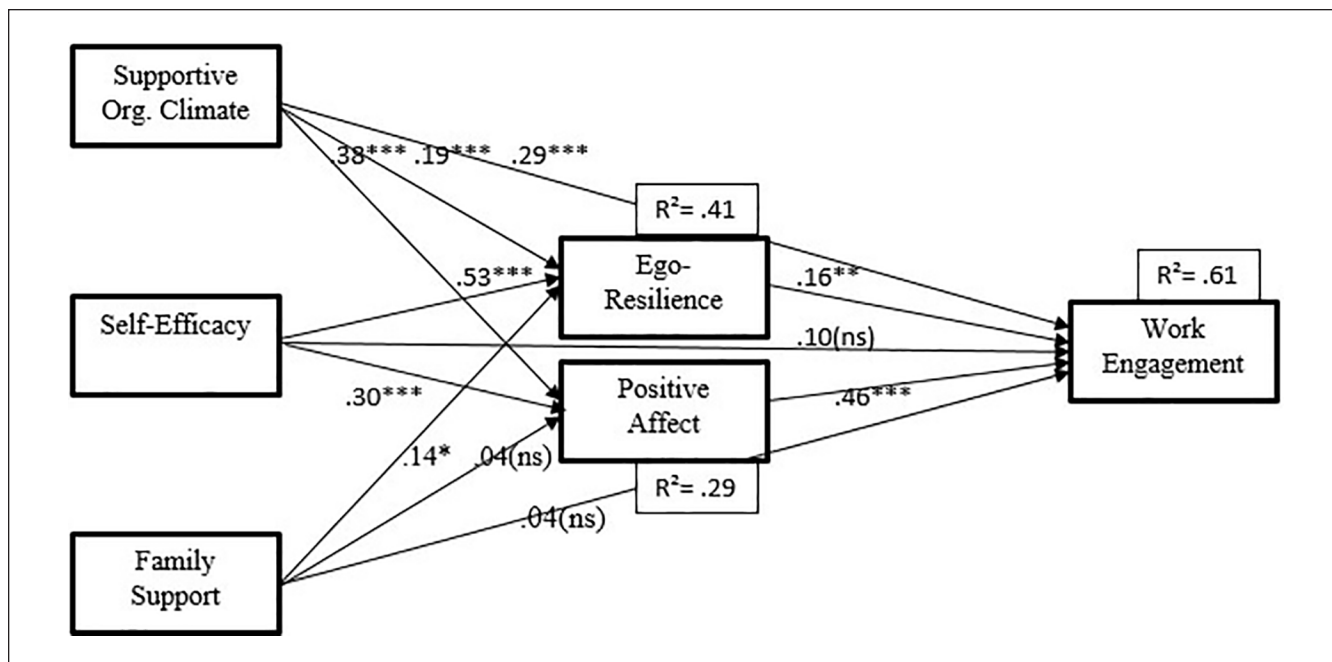 Supportive
Org. Climate
.38*** .19*** .29***
R²= .41
Ego-
Resilience
.53***
.16**
R²= .61
Self-Efficacy
.10(ns)
Work
Engagement
.30***
Positive
Affect
.46***
.14* .04(ns)
R²= .29
.04(ns)
Family
Support